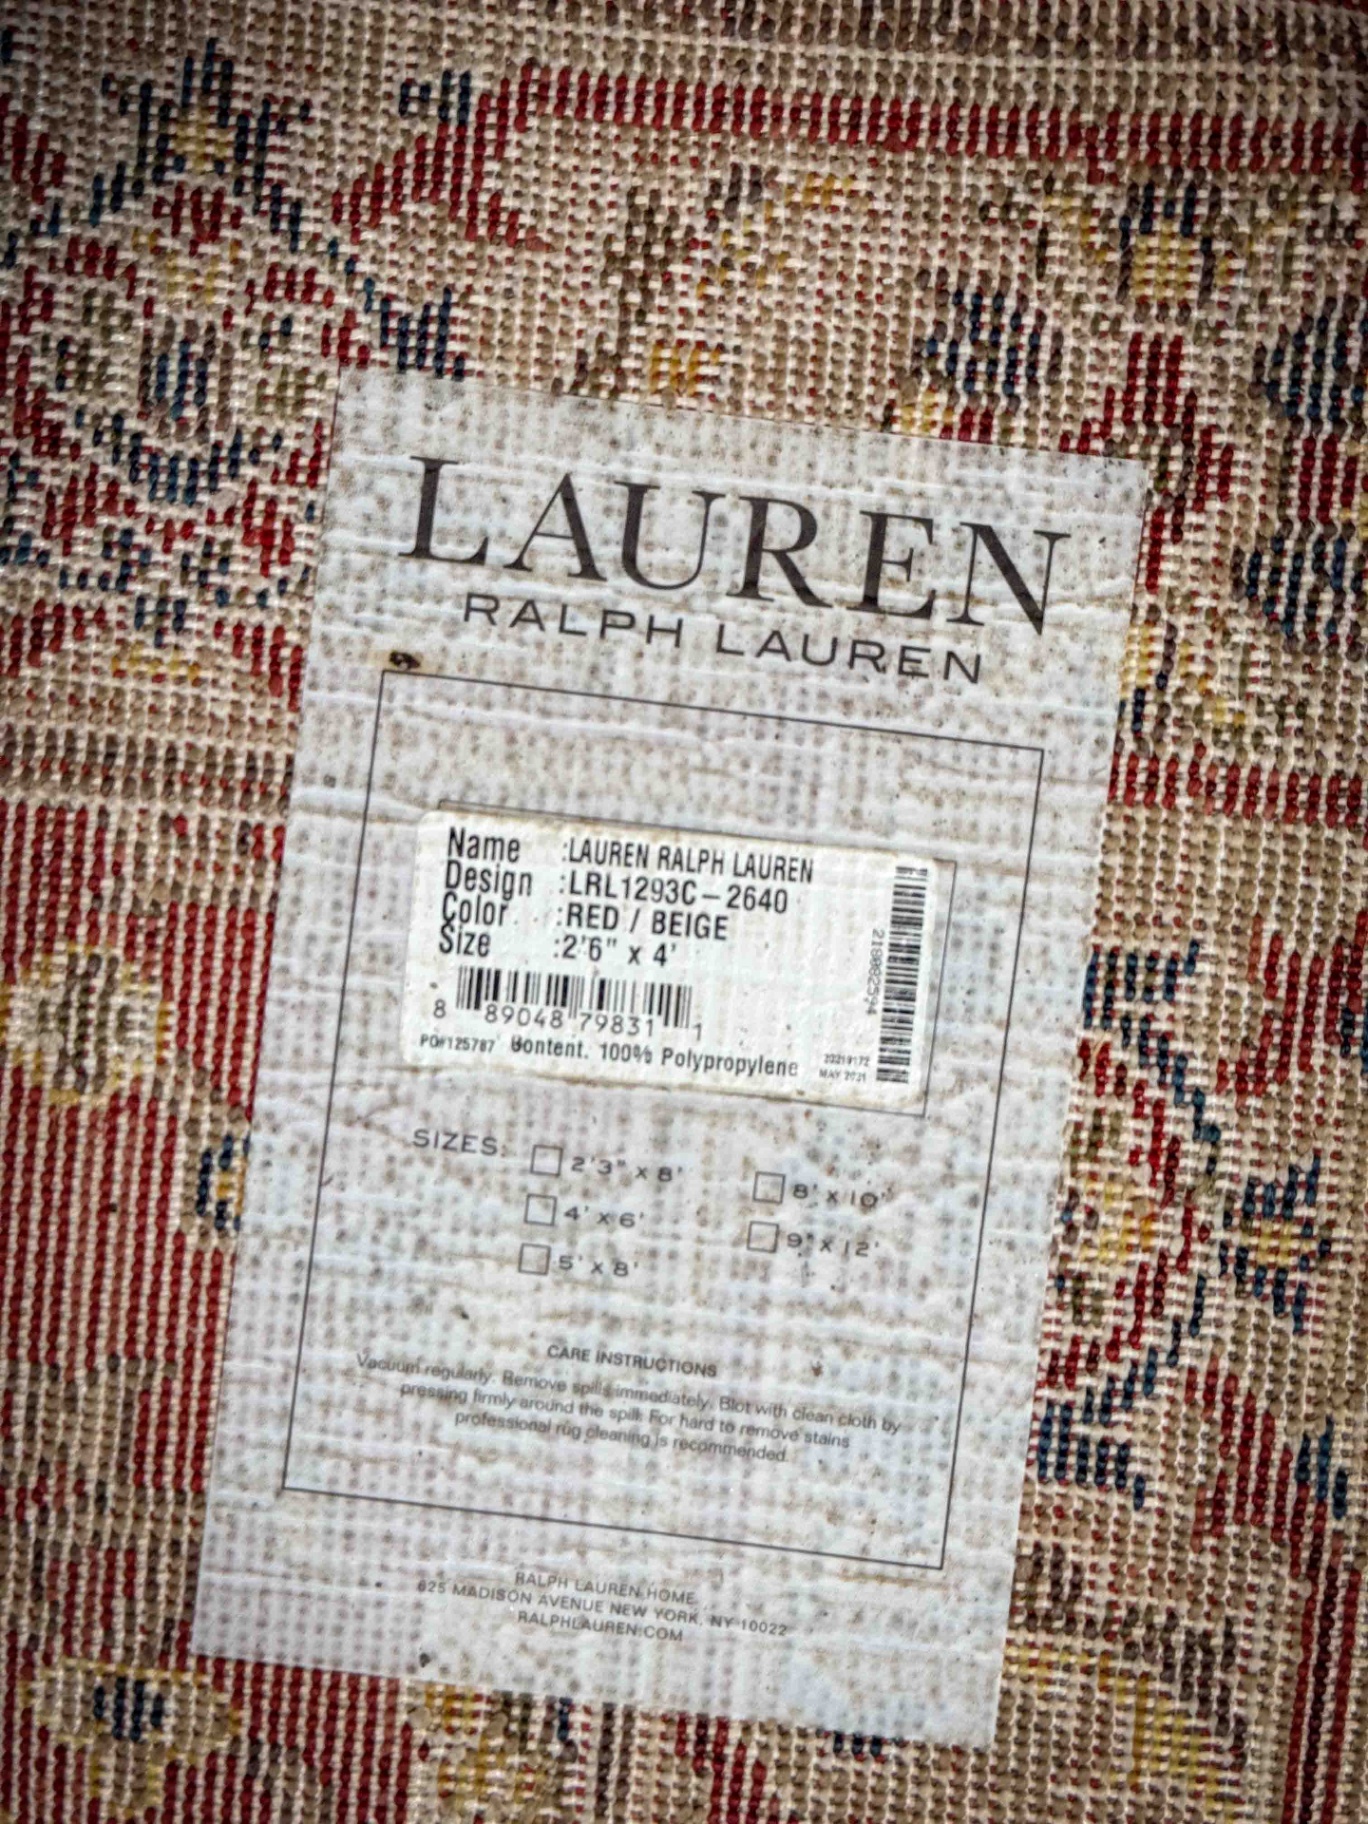 LAUREN
RALPH LAUREN
Name :LAUREN RALPH LAUREN
Design :LRL1293C-2640
Color :RED / BEIGE
Size :2'6" x 4'
8 89048 79831 1
PO#125787 Content. 100% Polypropylene
MAY 2021
SIZES:
2'3" x 8'
8' x 10'
4' x 6'
9' x 12'
5' x 8'
CARE INSTRUCTIONS
Vacuum regularly. Remove spills immediately. Blot with clean cloth by
pressing firmly around the spill. For hard to remove stains
professional rug cleaning is recommended.
RALPH LAUREN HOME
625 MADISON AVENUE NEW YORK, NY 10022
RALPHLAUREN.COM